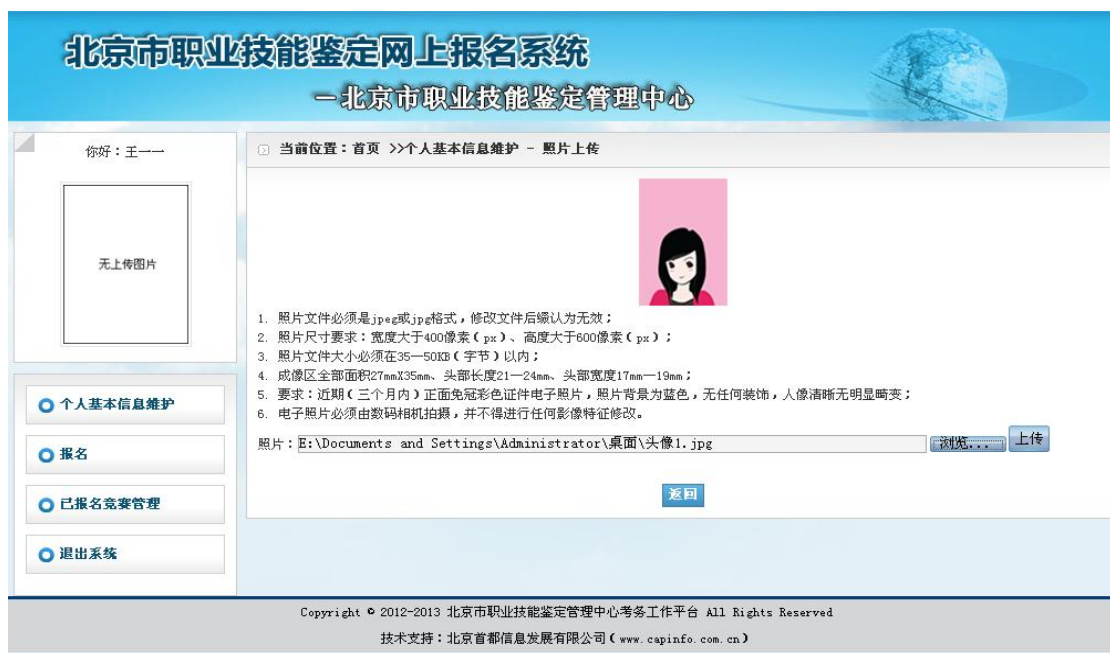 北京市职业技能鉴定网上报名系统
—北京市职业技能鉴定管理中心
你好：王一一
无上传图片
个人基本信息维护
报名
已报名竞赛管理
退出系统
当前位置：首页 >>个人基本信息维护 - 照片上传
1. 照片文件必须是jpeg或jpg格式，修改文件后缀认为无效；
2. 照片尺寸要求：宽度大于400像素（px）、高度大于600像素（px）；
3. 照片文件大小必须在35—50KB（字节）以内；
4. 成像区全部面积27mmX35mm、头部长度21—24mm、头部宽度17mm—19mm；
5. 要求：近期（三个月内）正面免冠彩色证件电子照片，照片背景为蓝色，无任何装饰，人像清晰无明显畸变；
6. 电子照片必须由数码相机拍摄，并不得进行任何影像特征修改。
照片：E:\Documents and Settings\Administrator\桌面\头像1.jpg 浏览... 上传
返回
Copyright © 2012-2013 北京市职业技能鉴定管理中心考务工作平台 All Rights Reserved
技术支持：北京首都信息发展有限公司（www.capinfo.com.cn）